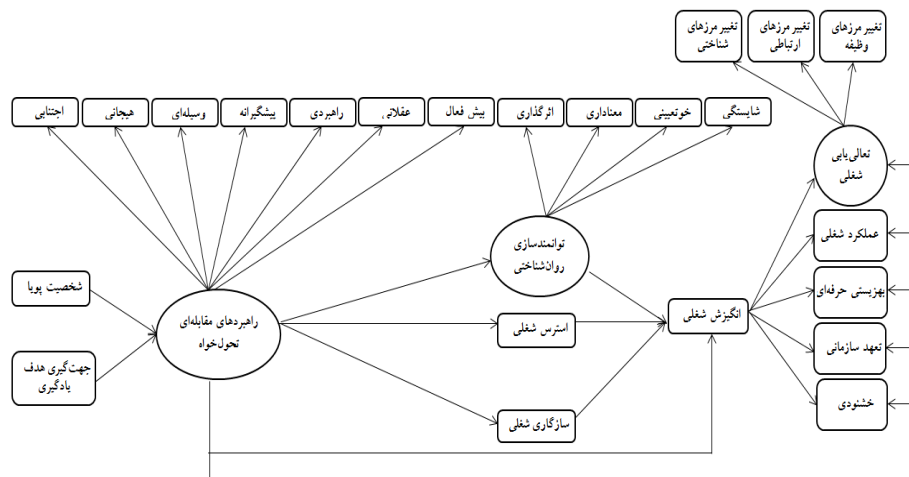 تغییر مرزهای
وظیفه
تغییر مرزهای
ارتباطی
تغییر مرزهای
شناختی
شایستگی
خوتعیینی
معناداری
اثرگذاری
پیش فعال
عقلانی
راهبردی
پیشگیرانه
وسیله‌ای
هیجانی
اجتنابی
تعالی‌یابی
شغلی
توانمندسازی
روان‌شناختی
عملکرد شغلی
شخصیت پویا
بهزیستی حرفه‌ای
راهبردهای مقابله‌ای
تحول‌خواه
استرس شغلی
انگیزش شغلی
تعهد سازمانی
جهت‌گیری هدف
یادگیری
خشنودی
سازگاری شغلی